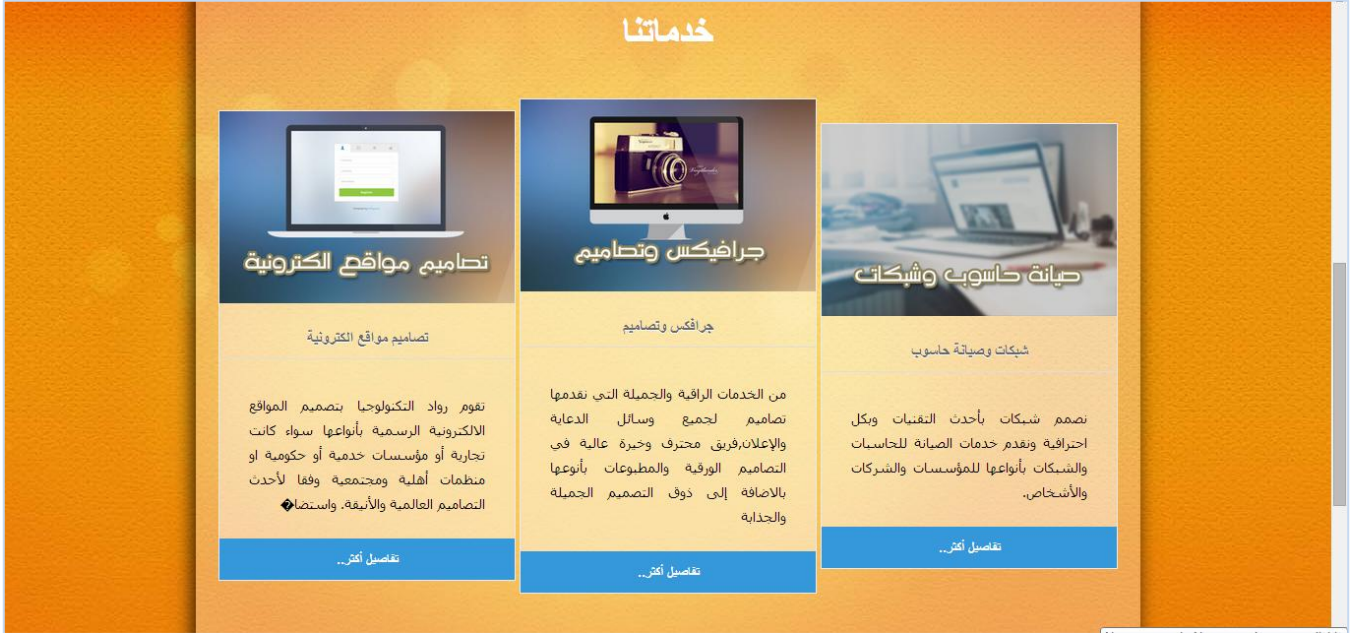 خدماتنا
صيانة حاسوب وشبكات
شبكات وصيانة حاسوب
نصمم شبكات بأحدث التقنيات وبكل
احترافية ونقدم خدمات الصيانة للحاسبات
والشبكات بأنواعها للمؤسسات والشركات
والأشخاص.
تفاصيل أكثر..
جرافيكس وتصاميم
جرافكس وتصاميم
من الخدمات الراقية والجميلة التي نقدمها
تصاميم لجميع وسائل الدعاية
والإعلان,فريق محترف وخيرة عالية في
التصاميم الورقية والمطبوعات بأنوعها
بالاضافة إلى ذوق التصميم الجميلة
والجذابة
تفاصيل أكثر..
تصاميم مواقع الكترونية
تصاميم مواقع الكترونية
تقوم رواد التكنولوجيا بتصميم المواقع
الالكترونية الرسمية بأنواعها سواء كانت
تجارية أو مؤسسات خدمية أو حكومية او
منظمات أهلية ومجتمعية وفقا لأحدث
التصاميم العالمية والأنيقة. واستضا�
تفاصيل أكثر..